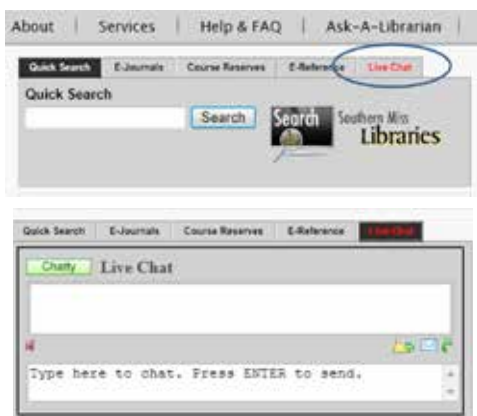 About | Services | Help & FAQ | Ask-A-Librarian |
Quick Search E-Journals Course Reserves E-Reference Live Chat
Quick Search
Search Search Southern Miss
Libraries
Quick Search E-Journals Course Reserves E-Reference Live Chat
Chatty Live Chat
Type here to chat. Press ENTER to send.